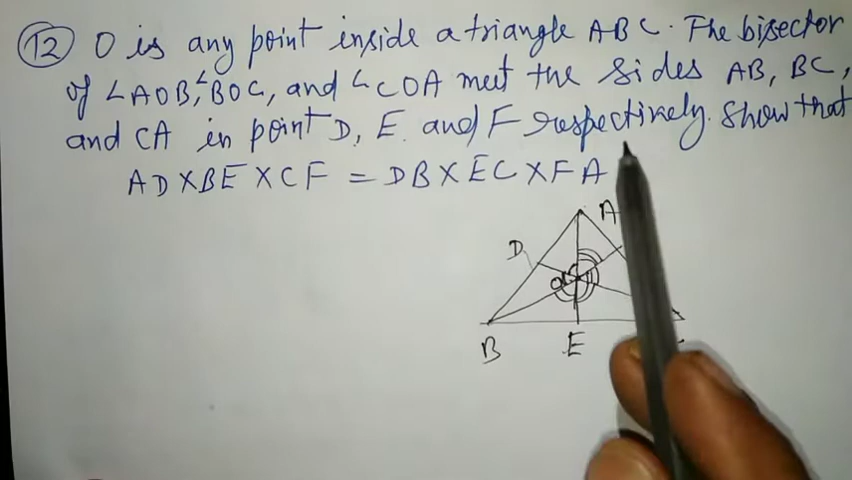 12 O is any point inside a triangle ABC. The bisector
of ∠AOB, ∠BOC, and ∠COA meet the sides AB, BC,
and CA in point D, E and F respectively. Show that
AD×BE×CF = DB×EC×FA
A
D
O
B
E